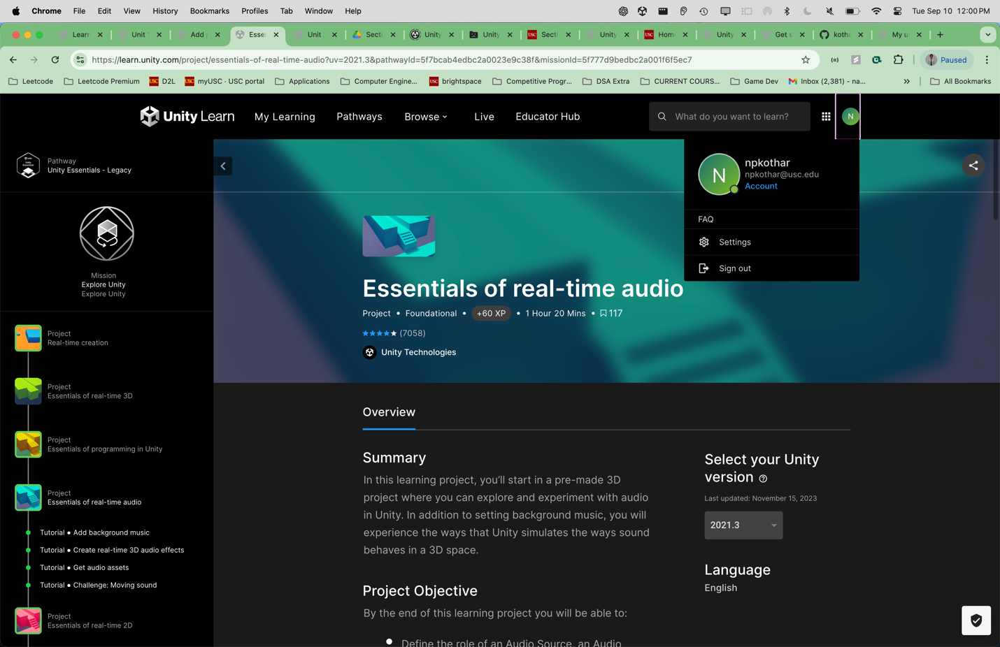 Chrome File Edit View History Bookmarks Profiles Tab Window Help Tue Sep 10 12:00 PM
Learn Unit Add Esse Unit Secti Unity Unity Secti Unity Home Unity Get s kotha My u
https://learn.unity.com/project/essentials-of-real-time-audio?uv=2021.3&pathwayId=5f7bcab4edbc2a0023e9c38f&missionId=5f777d9bedbc2a001f6f5ec7 Paused
Leetcode Leetcode Premium D2L myUSC · USC portal Applications Computer Engine... brightspace Competitive Progr... DSA Extra CURRENT COURS... Game Dev Inbox (2,381) - na... » All Bookmarks
Unity Learn My Learning Pathways Browse Live Educator Hub What do you want to learn? N
Pathway
Unity Essentials - Legacy
N
npkothar
npkothar@usc.edu
Account
FAQ
Settings
Sign out
Mission
Explore Unity
Explore Unity
Project
Real-time creation
Project
Essentials of real-time 3D
Project
Essentials of programming in Unity
Project
Essentials of real-time audio
Tutorial ● Add background music
Tutorial ● Create real-time 3D audio effects
Tutorial ● Get audio assets
Tutorial ● Challenge: Moving sound
Project
Essentials of real-time 2D
Essentials of real-time audio
Project • Foundational • +60 XP • 1 Hour 20 Mins • 117
(7058)
Unity Technologies
Overview
Summary
In this learning project, you’ll start in a pre-made 3D
project where you can explore and experiment with audio
in Unity. In addition to setting background music, you will
experience the ways that Unity simulates the ways sound
behaves in a 3D space.
Project Objective
By the end of this learning project you will be able to:
Define the role of an Audio Source, an Audio
Select your Unity
version
Last updated: November 15, 2023
2021.3
Language
English